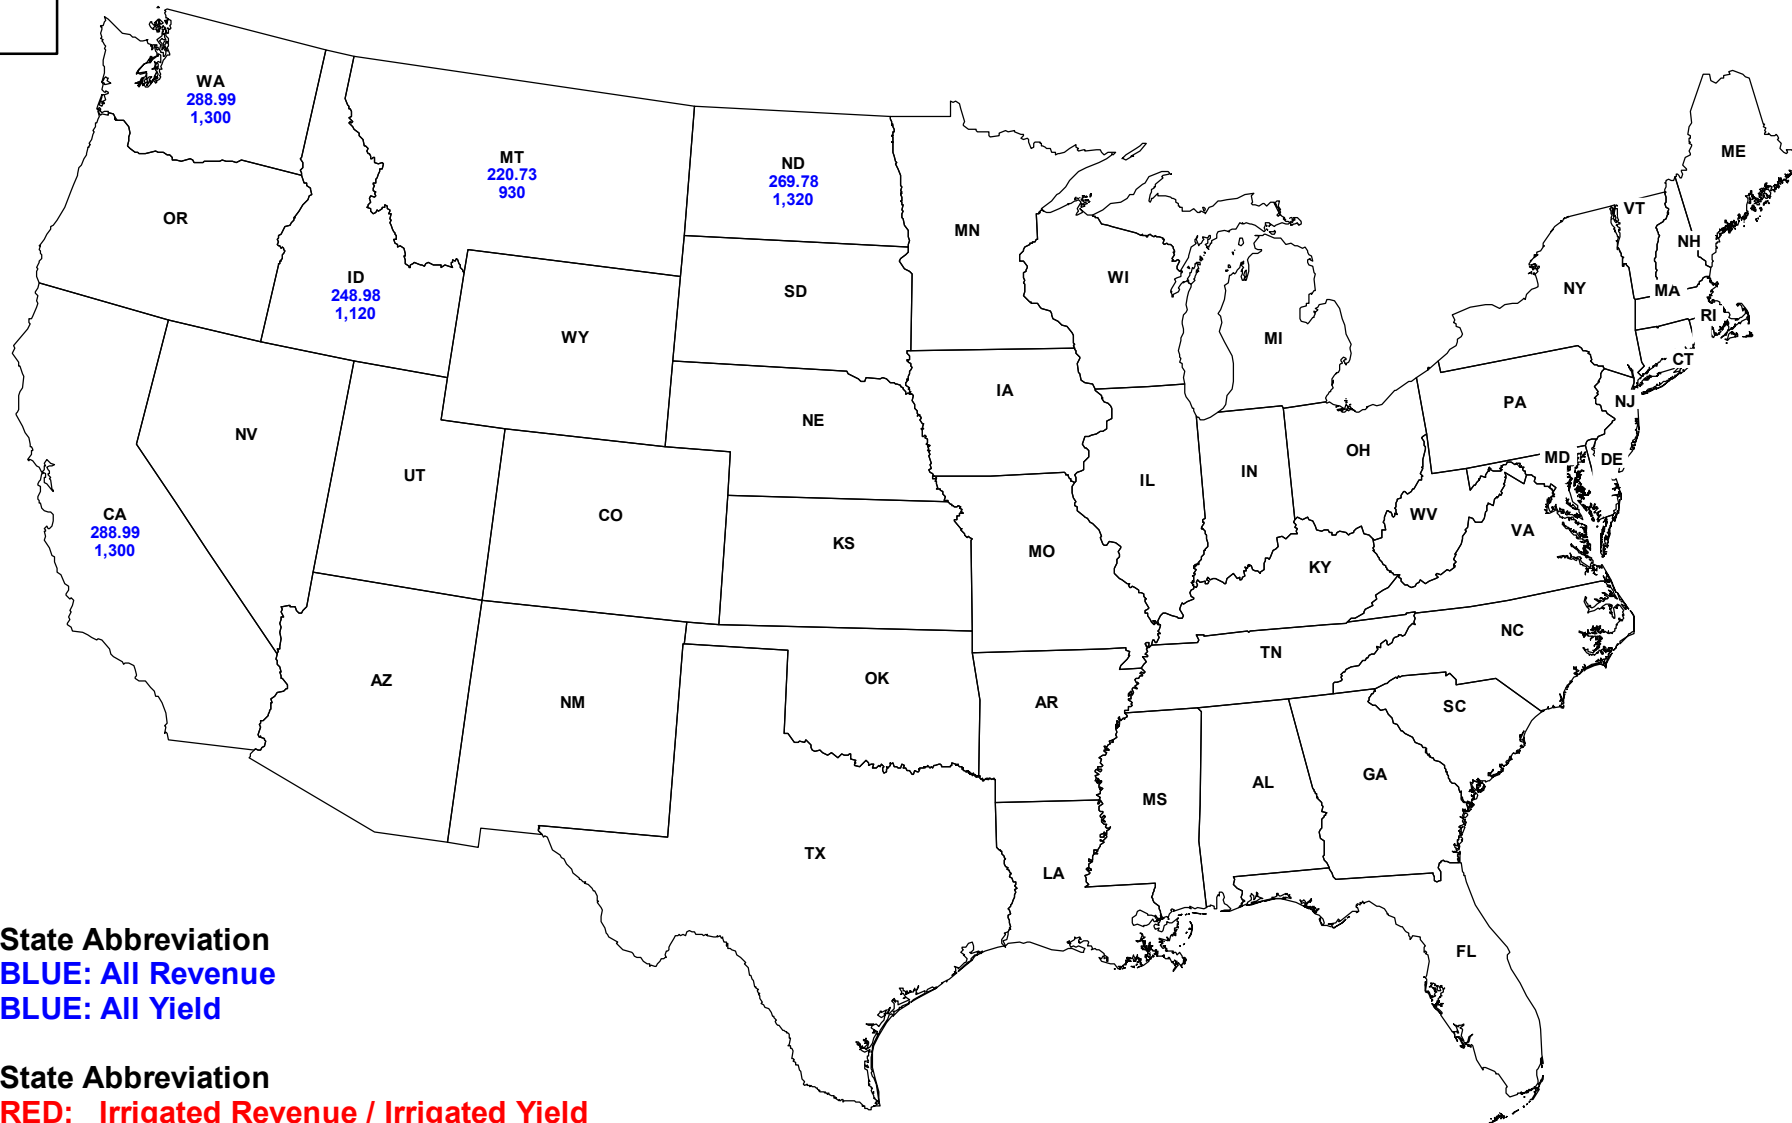 WA
288.99
1,300
MT
220.73
930
ND
269.78
1,320
ME
OR
MN
VT
NH
ID
248.98
1,120
SD
WI
NY
MA
RI
WY
MI
CT
IA
PA
NJ
NV
NE
UT
IL
IN
OH
MD
DE
CA
288.99
1,300
CO
KS
MO
KY
WV
VA
NC
TN
AZ
NM
OK
AR
SC
MS
AL
GA
TX
LA
FL
State Abbreviation
BLUE: All Revenue
BLUE: All Yield
State Abbreviation
RED: Irrigated Revenue / Irrigated Yield